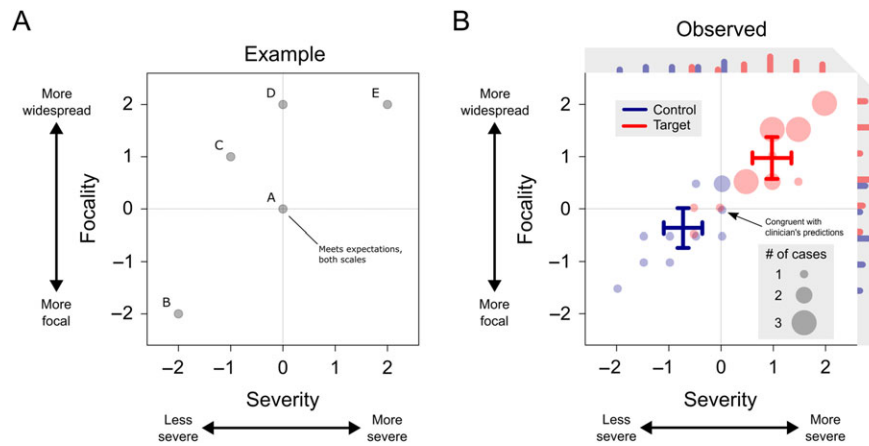 A
Example
More
widespread
More
focal
Focality
2
1
0
−1
−2
D
E
C
A
B
Meets expectations,
both scales
−2 −1 0 1 2
Severity
Less
severe
More
severe
B
Observed
More
widespread
More
focal
Focality
2
1
0
−1
−2
Control
Target
Congruent with
clinician's predictions
# of cases
1
2
3
−2 −1 0 1 2
Severity
Less
severe
More
severe